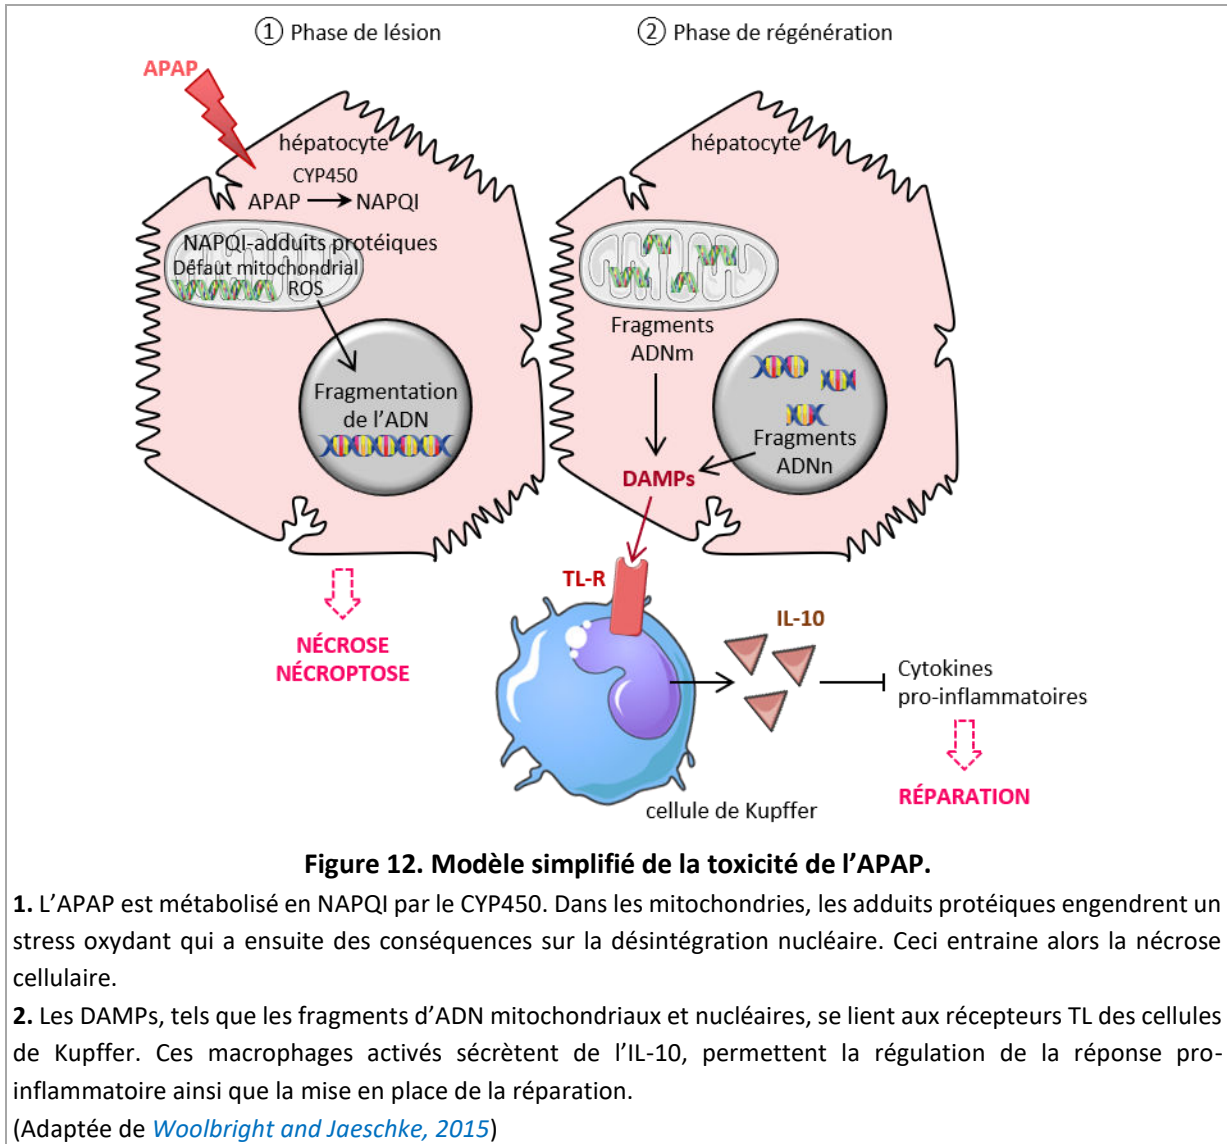 ① Phase de lésion
② Phase de régénération
APAP
hépatocyte
CYP450
APAP → NAPQI
NAPQI-adduits protéiques
Défaut mitochondrial
ROS
Fragmentation
de l’ADN
NÉCROSE
NÉCROPTOSE
hépatocyte
Fragments
ADNm
Fragments
ADNn
DAMPs
TL-R
IL-10
Cytokines
pro-inflammatoires
RÉPARATION
cellule de Kupffer
Figure 12. Modèle simplifié de la toxicité de l’APAP.
1. L’APAP est métabolisé en NAPQI par le CYP450. Dans les mitochondries, les adduits protéiques engendrent un
stress oxydant qui a ensuite des conséquences sur la désintégration nucléaire. Ceci entraine alors la nécrose
cellulaire.
2. Les DAMPs, tels que les fragments d’ADN mitochondriaux et nucléaires, se lient aux récepteurs TL des cellules
de Kupffer. Ces macrophages activés sécrètent de l’IL-10, permettent la régulation de la réponse pro-
inflammatoire ainsi que la mise en place de la réparation.
(Adaptée de Woolbright and Jaeschke, 2015)